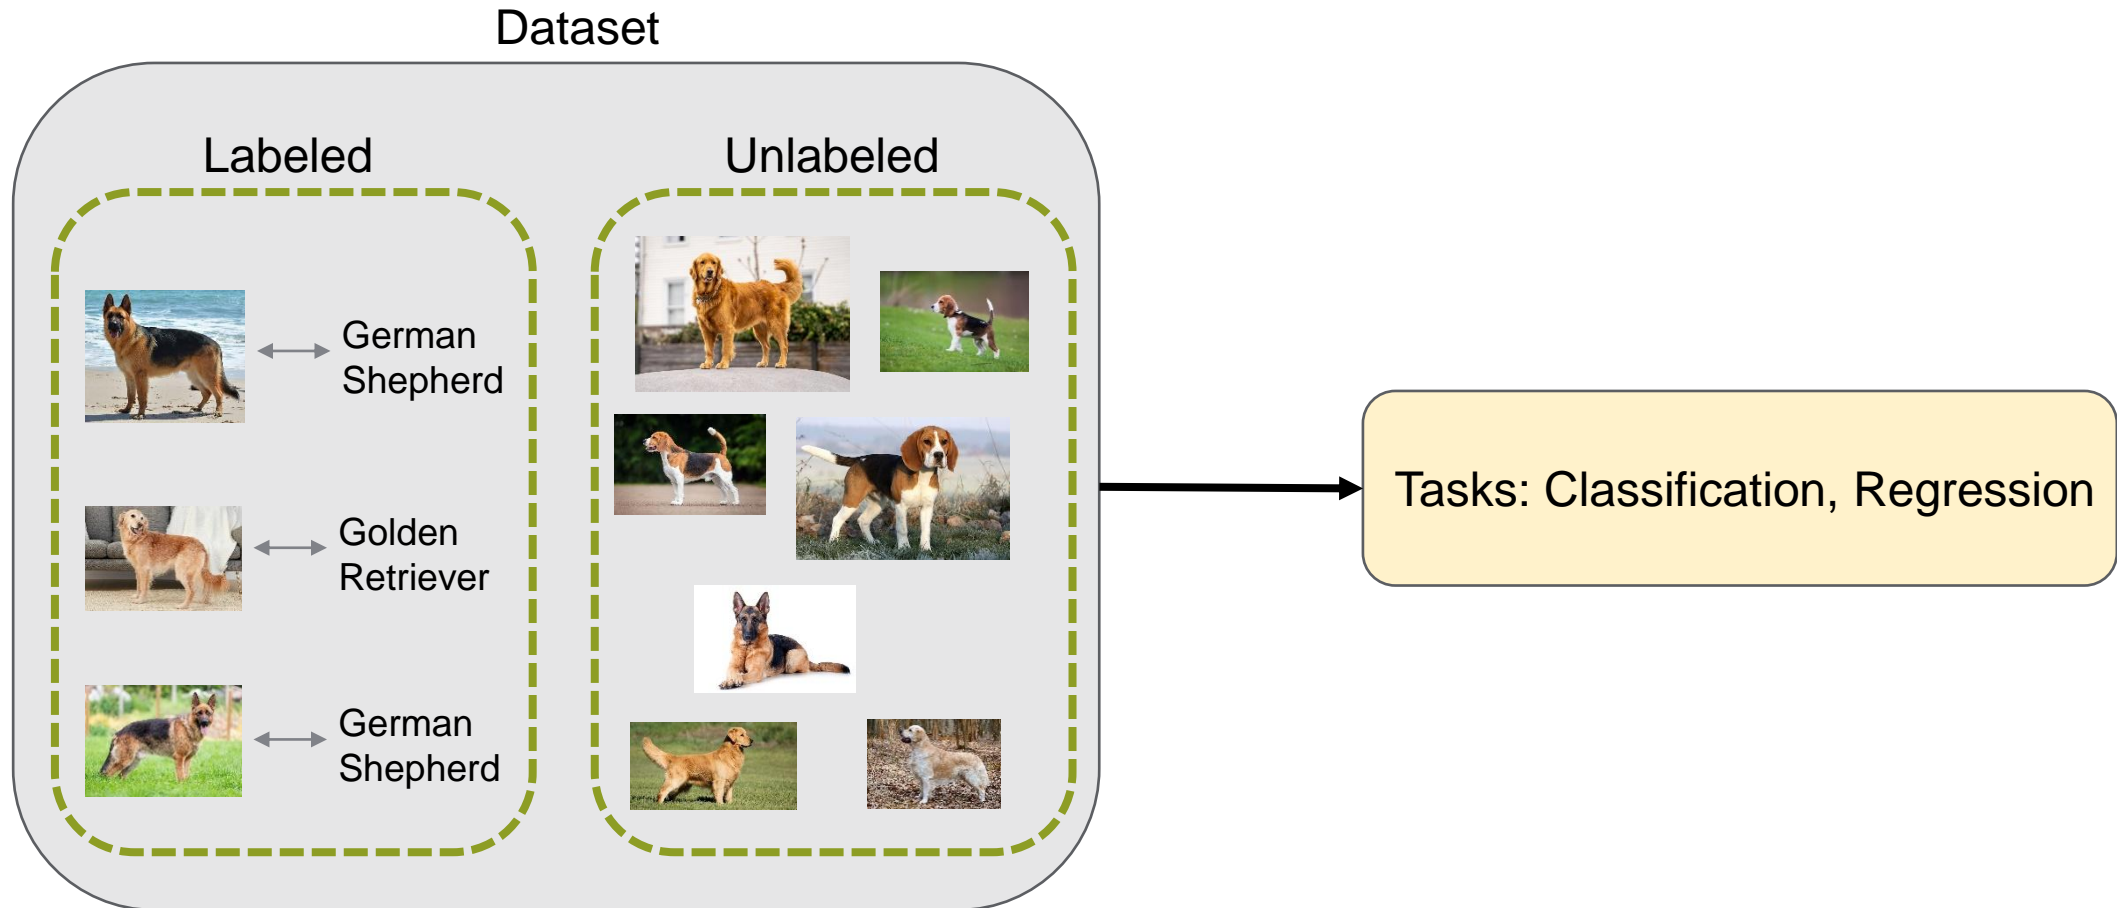 Dataset
Labeled
Unlabeled
German
Shepherd
Golden
Retriever
German
Shepherd
Tasks: Classification, Regression